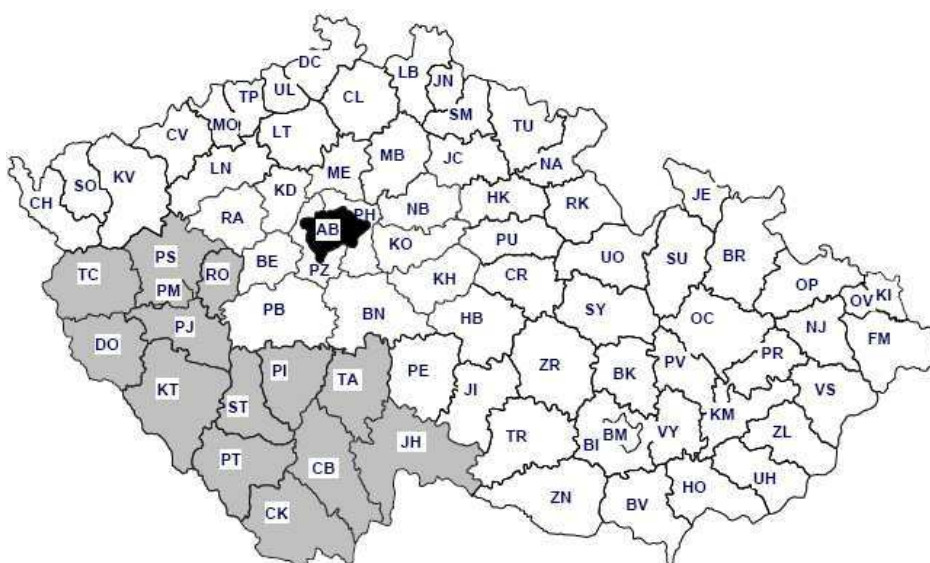 DC
LB
JN
TP
UL
CL
SM
MO
CV
LT
TU
MB
JC
NA
LN
ME
KV
SO
KD
CH
JE
HK
RK
NB
RA
PH
AB
KO
PU
UO
SU
BR
PS
BE
TC
RO
PZ
KH
CR
OP
PM
OV
KI
PB
BN
HB
SY
OC
NJ
PJ
DO
FM
PR
PI
TA
PE
ZR
BK
PV
KT
JI
VS
ST
KM
TR
JH
BI
BM
VY
ZL
PT
CB
UH
HO
ZN
BV
CK